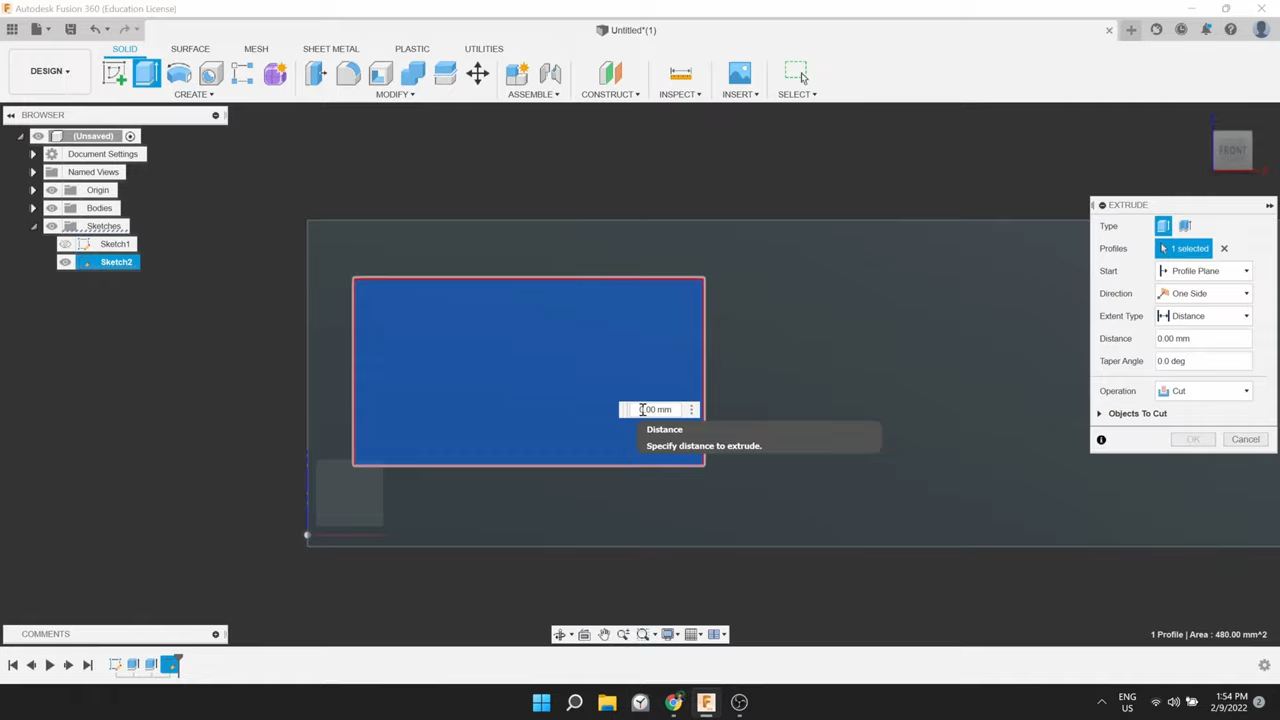 Autodesk Fusion 360 (Education License)
Untitled*(1)
SOLID SURFACE MESH SHEET METAL PLASTIC UTILITIES
DESIGN
CREATE MODIFY ASSEMBLE CONSTRUCT INSPECT INSERT SELECT
BROWSER
(Unsaved)
Document Settings
Named Views
Origin
Bodies
Sketches
Sketch1
Sketch2
FRONT
EXTRUDE
Type
Profiles 1 selected
Start Profile Plane
Direction One Side
Extent Type Distance
Distance 0.00 mm
Taper Angle 0.0 deg
Operation Cut
Objects To Cut
OK Cancel
.00 mm
Distance
Specify distance to extrude.
COMMENTS
1 Profile | Area : 480.00 mm^2
ENG
US
1:54 PM
2/9/2022
2